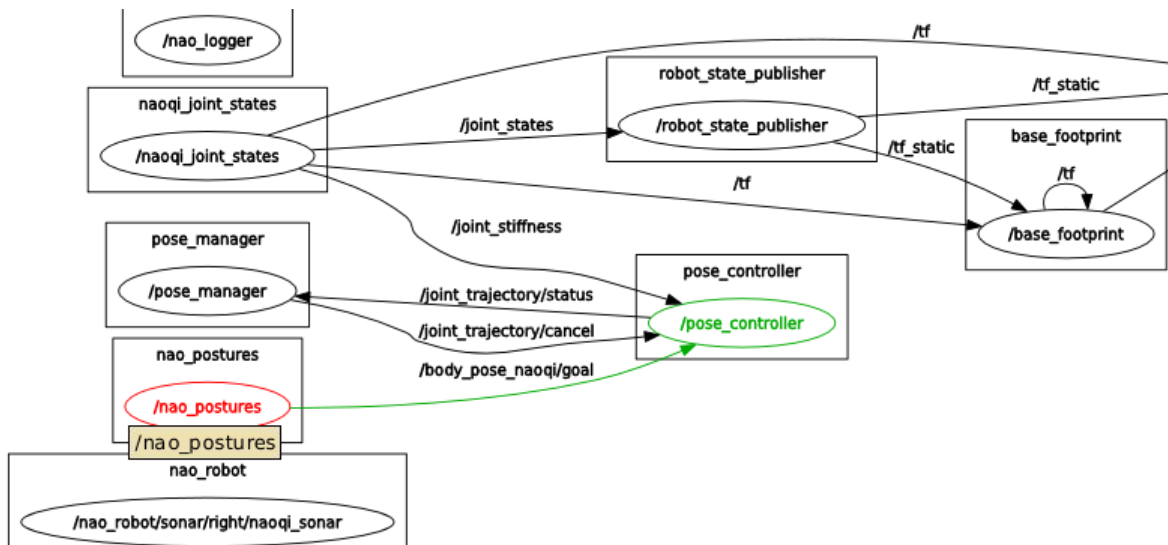 /nao_logger
/tf
naoqi_joint_states
robot_state_publisher
/tf_static
/joint_states
/robot_state_publisher
base_footprint
/naoqi_joint_states
/tf_static
/tf
/tf
/joint_stiffness
/base_footprint
pose_manager
pose_controller
/pose_manager
/joint_trajectory/status
/pose_controller
/joint_trajectory/cancel
nao_postures
/body_pose_naoqi/goal
/nao_postures
/nao_postures
nao_robot
/nao_robot/sonar/right/naoqi_sonar